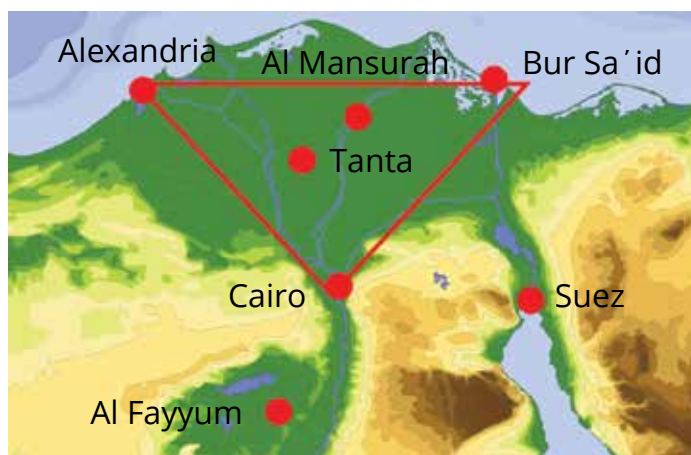 Alexandria
Al Mansurah
Bur Sa´id
Tanta
Cairo
Suez
Al Fayyum